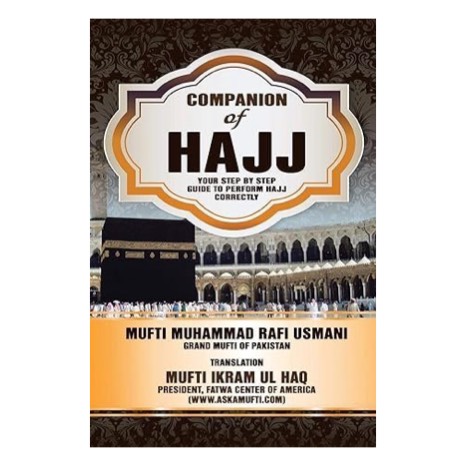 COMPANION
of
HAJJ
YOUR STEP BY STEP
GUIDE TO PERFORM HAJJ
CORRECTLY
MUFTI MUHAMMAD RAFI USMANI
GRAND MUFTI OF PAKISTAN
TRANSLATION
MUFTI IKRAM UL HAQ
PRESIDENT, FATWA CENTER OF AMERICA
(WWW.ASKAMUFTI.COM)